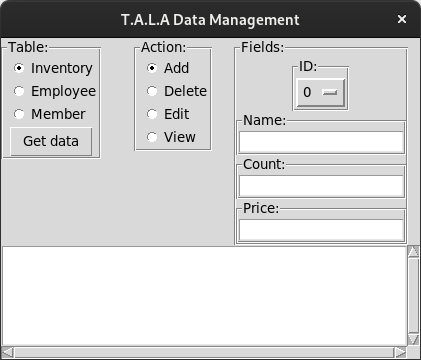 T.A.L.A Data Management
Table:
Inventory
Employee
Member
Get data
Action:
Add
Delete
Edit
View
Fields:
ID:
0
Name:
Count:
Price: